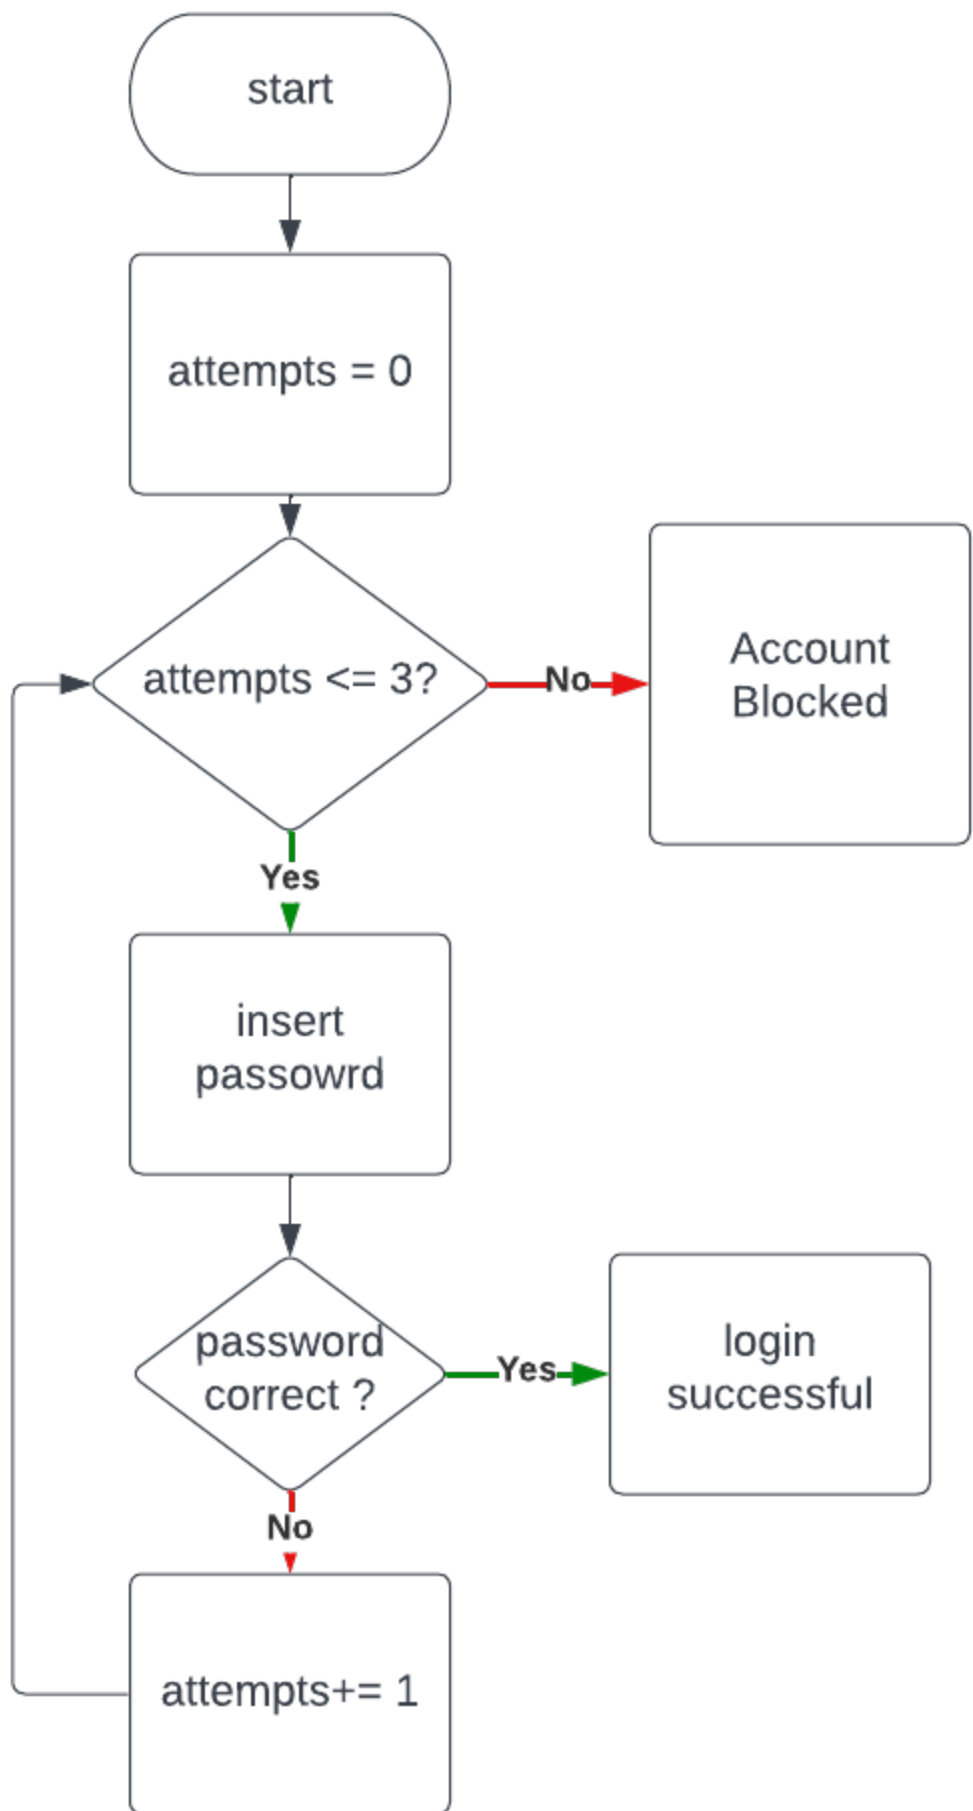 start
attempts = 0
attempts <= 3?
No
Account
Blocked
Yes
insert
passowrd
password
correct ?
Yes
login
successful
No
attempts+= 1